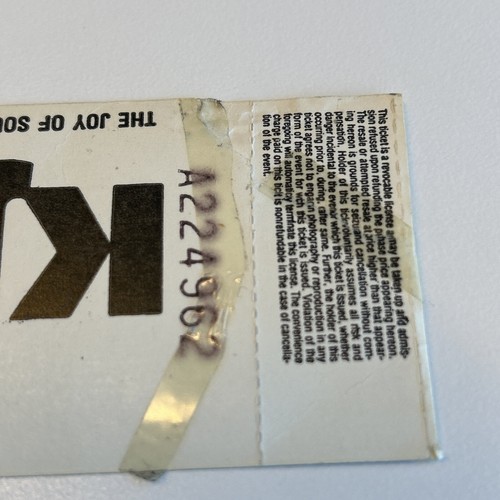 THE JOY OF SOU
K
A224962
This ticket is a revocable license may be taken up and admis-
sion refused upon refunding the purchase price appearing hereon.
The resale or attempted resale at price higher than that appear-
ing hereon is grounds for seizure and cancellation without com-
pensation. Holder of this ticket voluntarily assumes all risk and
danger incidental to the event for which this ticket is issued, whether
occurring prior to, during, or after same. Further, the holder of this
ticket agrees not to engage in photography or reproduction in any
form of the event for which this ticket is issued. Violation of the
foregoing will automatically terminate this license. The convenience
charge paid on this ticket is nonrefundable in the case of cancella-
tion of the event.